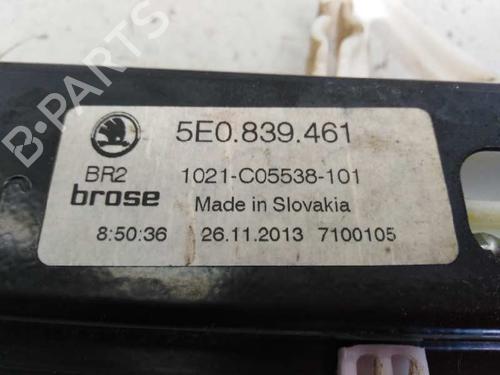 B-PARTS
5E0.839.461
BR2
1021-C05538-101
brose
Made in Slovakia
8:50:36
26.11.2013 7100105